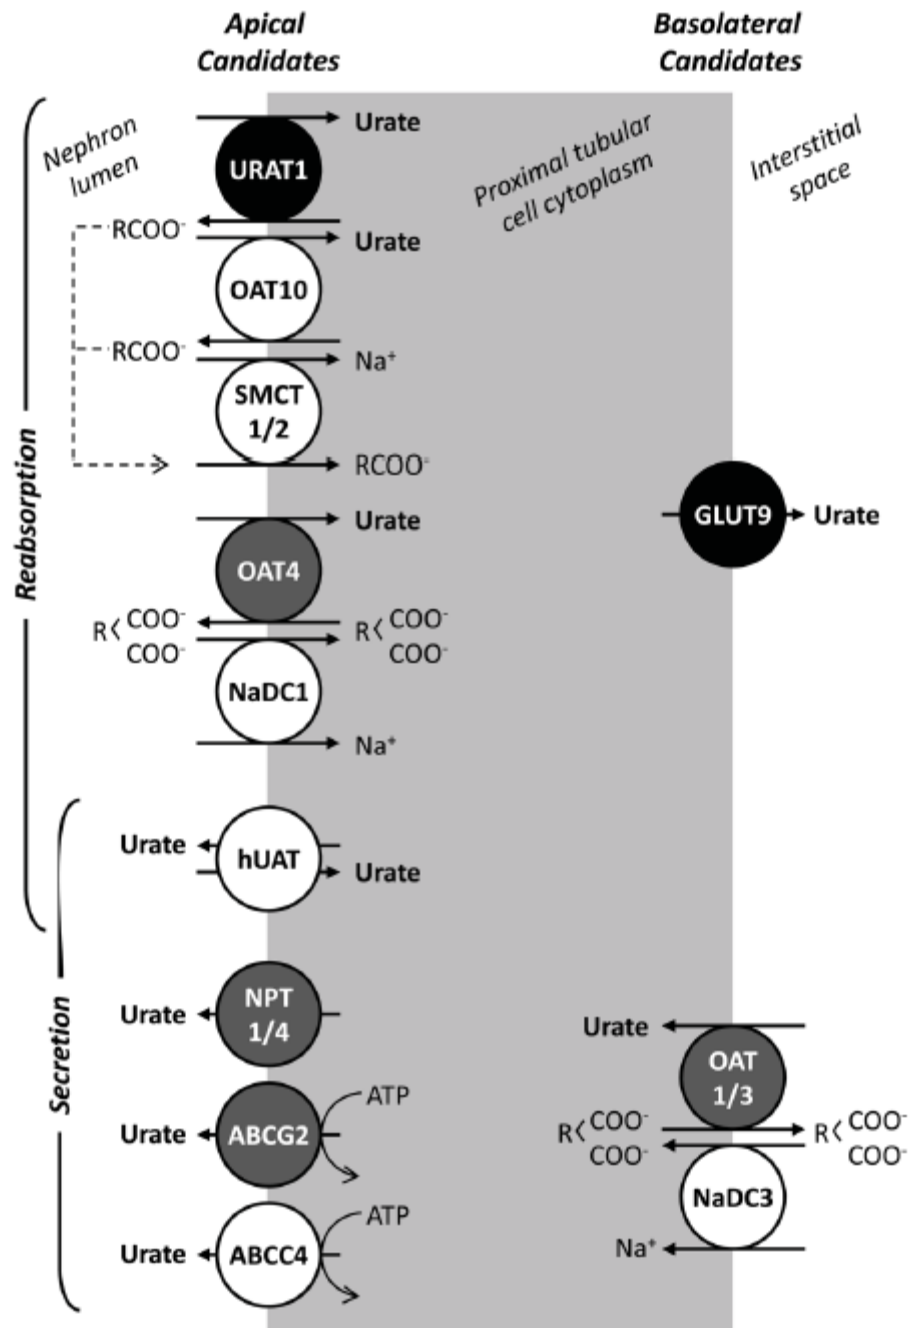 Apical
Candidates
Basolateral
Candidates
Nephron
lumen
Proximal tubular
cell cytoplasm
Interstitial
space
Urate
URAT1
RCOO⁻
Urate
OAT10
RCOO⁻
Na⁺
SMCT
1/2
RCOO⁻
Reabsorption
GLUT9
Urate
Urate
OAT4
R< COO⁻
COO⁻
R< COO⁻
COO⁻
NaDC1
Na⁺
Urate
hUAT
Urate
Secretion
Urate
NPT
1/4
Urate
OAT
1/3
ATP
Urate
ABCG2
R< COO⁻
COO⁻
R< COO⁻
COO⁻
NaDC3
ATP
Urate
ABCC4
Na⁺